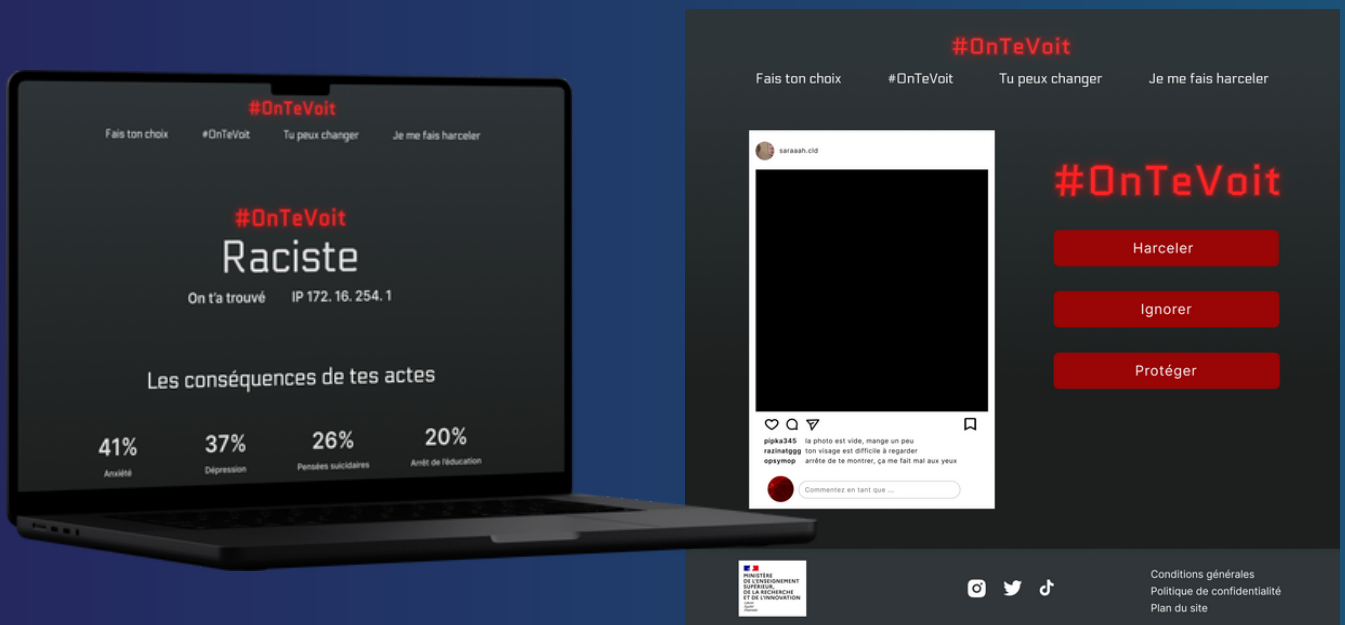 #OnTeVoit
Fais ton choix #OnTeVoit Tu peux changer Je me fais harceler
#OnTeVoit
Raciste
On t'a trouvé IP 172. 16. 254. 1
Les conséquences de tes actes
41% 37% 26% 20%
Anxiété Dépression Pensées suicidaires Arrêt de l'éducation
#OnTeVoit
Fais ton choix #OnTeVoit Tu peux changer Je me fais harceler
saraaah.cld
pipka345 la photo est vide, mange un peu
razinatggg ton visage est difficile à regarder
opsymop arrête de te montrer, ça me fait mal aux yeux
Commentez en tant que ...
#OnTeVoit
Harceler
Ignorer
Protéger
MINISTÈRE
DE L'ENSEIGNEMENT
SUPÉRIEUR,
DE LA RECHERCHE
ET DE L'INNOVATION
Conditions générales
Politique de confidentialité
Plan du site